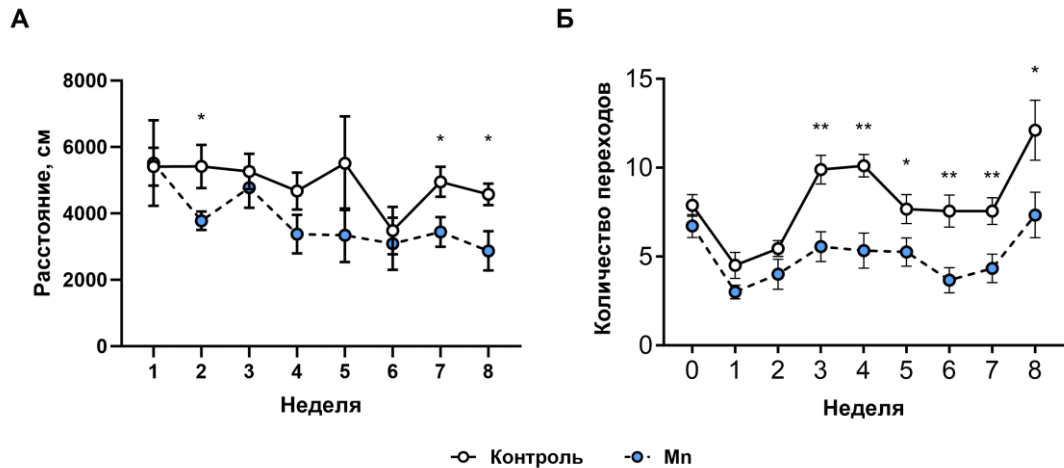 А
Расстояние, см
8000
6000
4000
2000
0
* * *
1 2 3 4 5 6 7 8
Неделя
Б
Количество переходов
15
10
5
0
** ** * ** ** *
0 1 2 3 4 5 6 7 8
Неделя
Контроль Mn